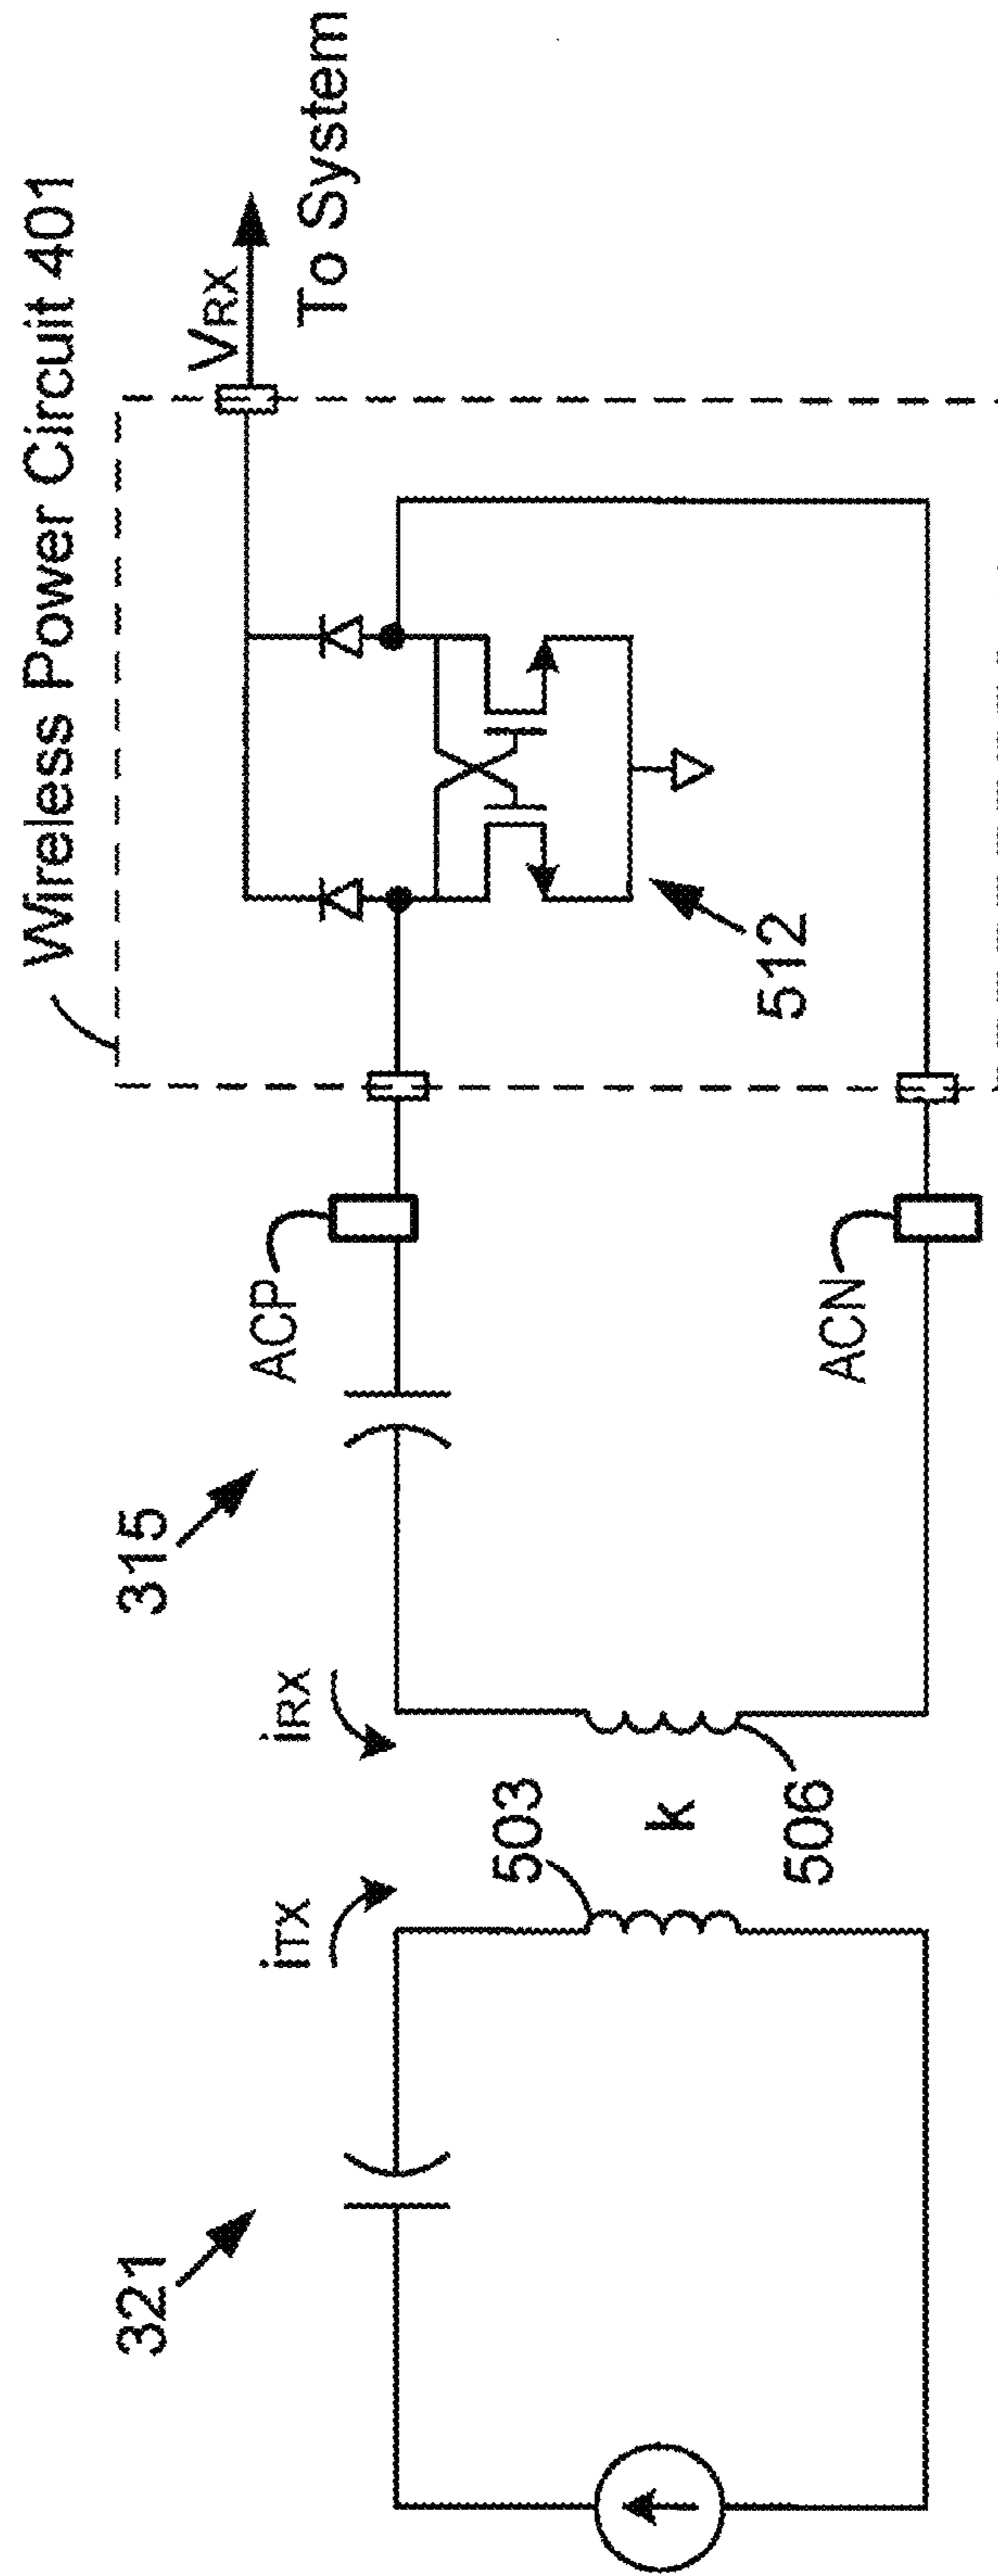 Wireless Power Circuit 401
VRX
To System
321
315
iTX
iRX
ACP
503
k
506
512
ACN